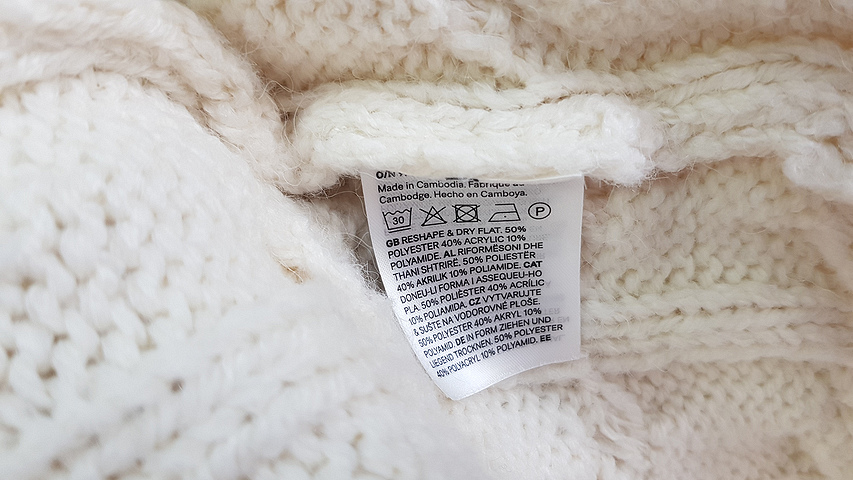 O/N
Made in Cambodia. Fabriqué au
Cambodge. Hecho en Camboya.
30 P
GB RESHAPE & DRY FLAT. 50%
POLYESTER 40% ACRYLIC 10%
POLYAMIDE. AL RIFORMËSONI DHE
THANI SHTRIRË. 50% POLIESTËR
40% AKRILIK 10% POLIAMIDE. CAT
DONEU-LI FORMA I ASSEQUEU-HO
PLA. 50% POLIÈSTER 40% ACRÍLIC
10% POLIAMIDA. CZ VYTVARUJTE
& SUŠTE NA VODOROVNÉ PLOŠE.
50% POLYESTER 40% AKRYL 10%
POLYAMID DE IN FORM ZIEHEN UND
LIEGEND TROCKNEN. 50% POLYESTER
40% POLYACRYL 10% POLYAMID. EE